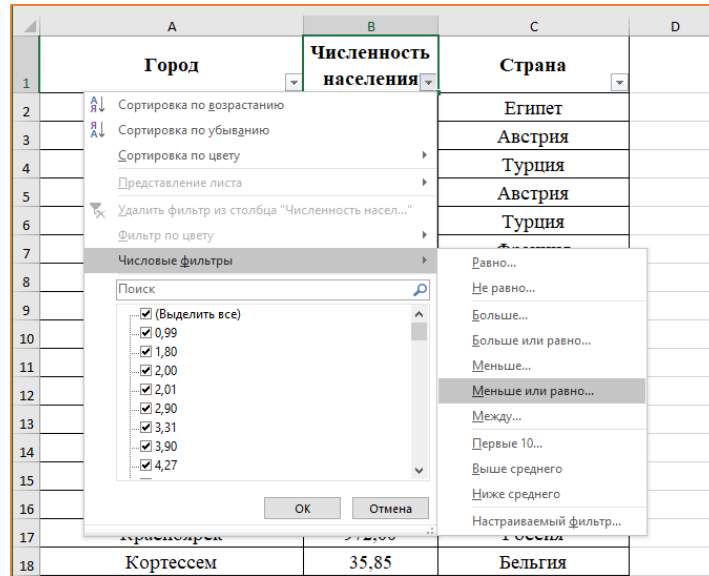 A B C D
1 Город Численность населения Страна
2 Египет
3 Австрия
4 Турция
5 Австрия
6 Турция
7
8
9
10
11
12
13
14
15
16
17 Красноярск
18 Кортессем 35,85 Бельгия
Сортировка по возрастанию
Сортировка по убыванию
Сортировка по цвету
Представление листа
Удалить фильтр из столбца "Численность насел..."
Фильтр по цвету
Числовые фильтры
Поиск
(Выделить все)
0,99
1,80
2,00
2,01
2,90
3,31
3,90
4,27
ОК Отмена
Равно...
Не равно...
Больше...
Больше или равно...
Меньше...
Меньше или равно...
Между...
Первые 10...
Выше среднего
Ниже среднего
Настраиваемый фильтр...